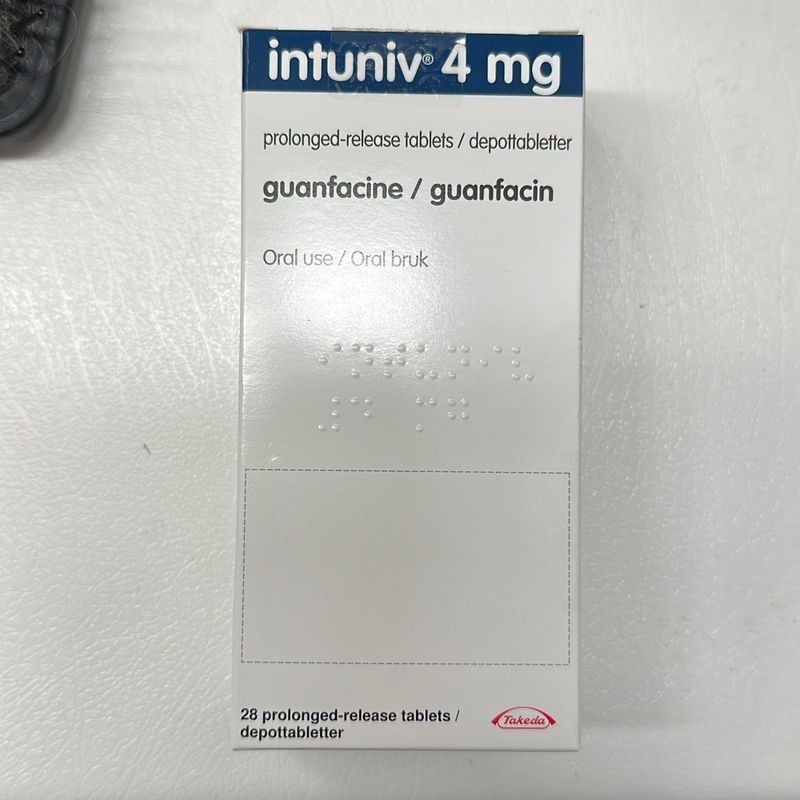 intuniv® 4 mg
prolonged-release tablets / depottabletter
guanfacine / guanfacin
Oral use / Oral bruk
28 prolonged-release tablets /
depottabletter
Takeda